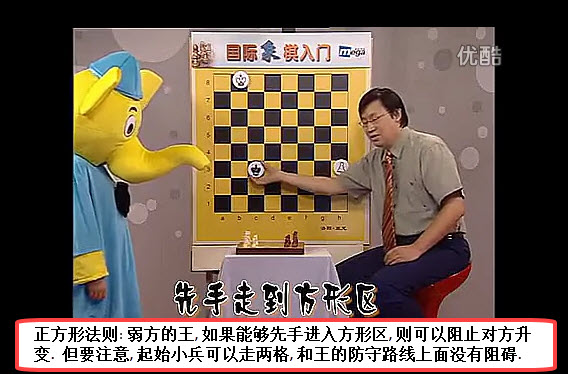 国际象棋入门
mega
优酷
8
7
6
5
4
3
2
1
a b c d e f g h
先手走到方形区
正方形法则: 弱方的王, 如果能够先手进入方形区, 则可以阻止对方升
变. 但要注意, 起始小兵可以走两格, 和王的防守路线上面没有阻碍.